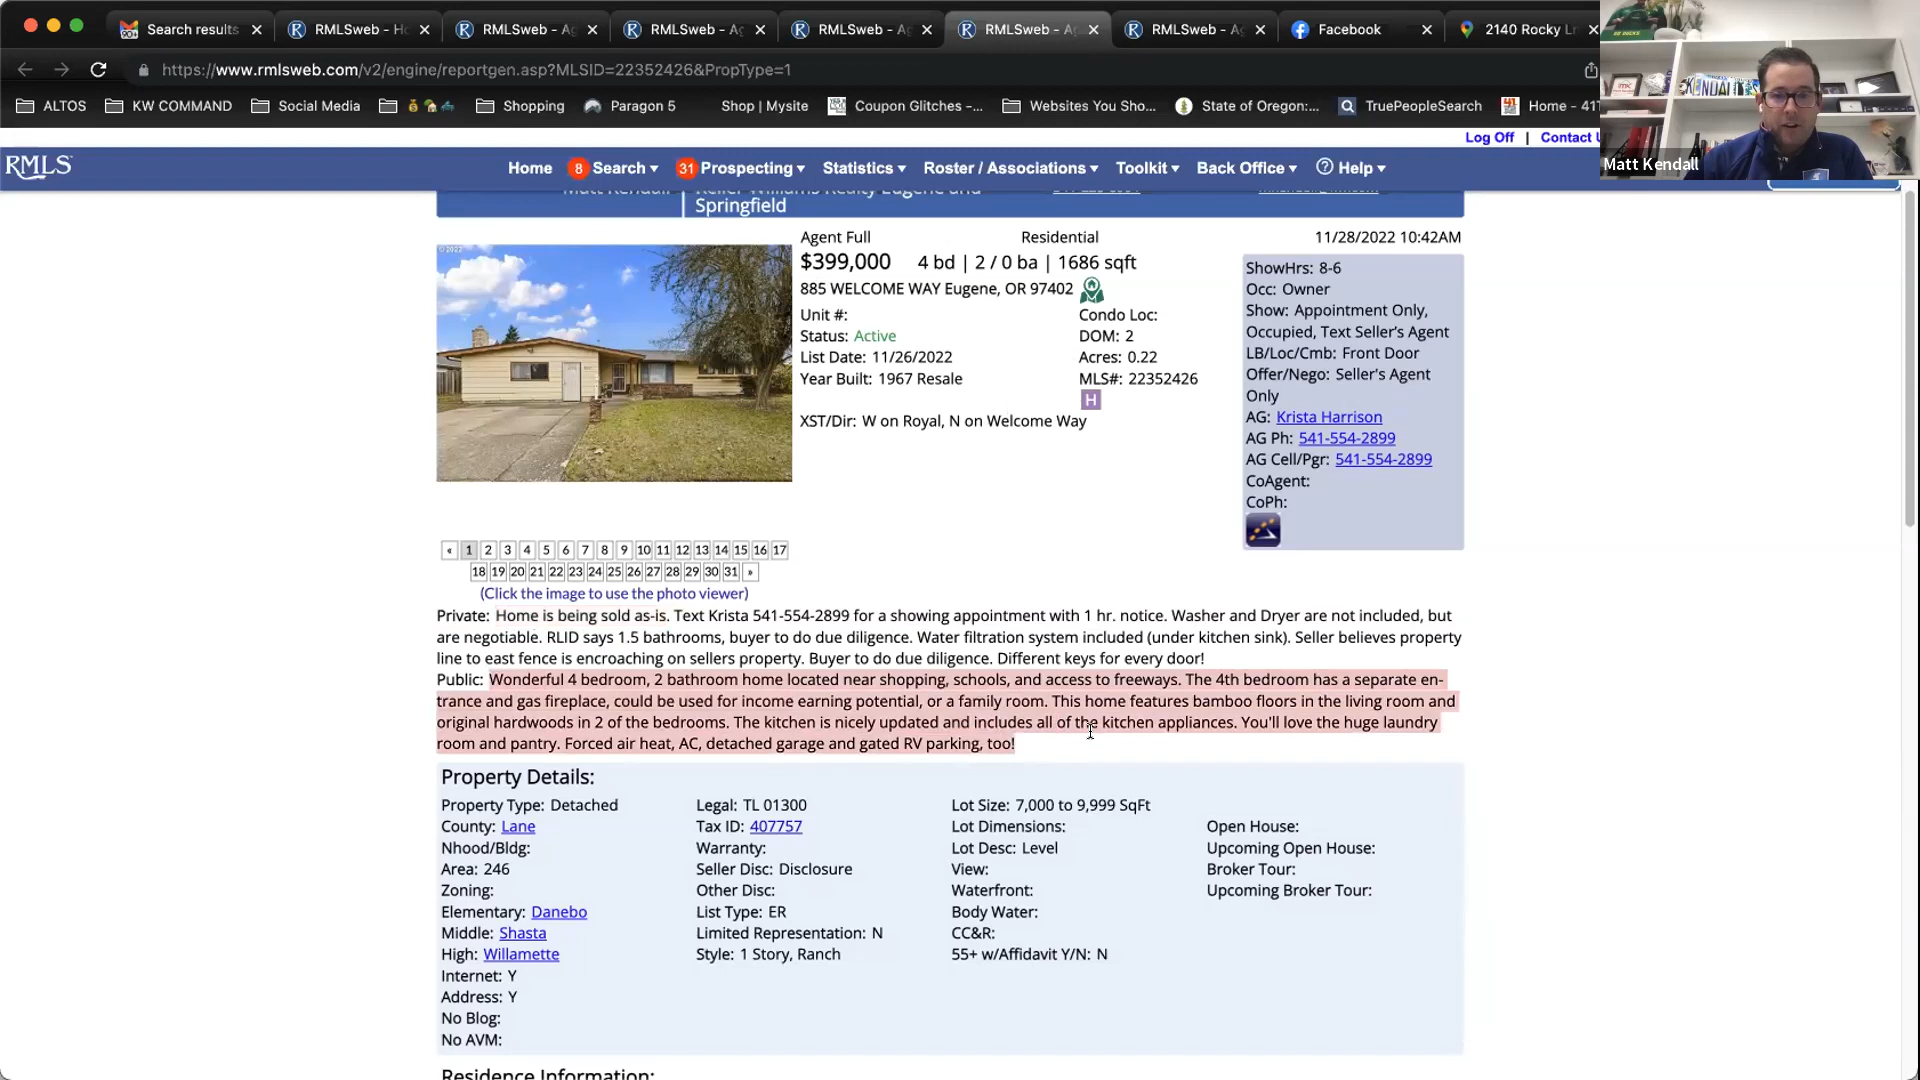 Search results
RMLSweb - Ho
RMLSweb - Ag
RMLSweb - Ag
RMLSweb - Ag
RMLSweb - Ag
RMLSweb - Ag
Facebook
2140 Rocky Ln
https://www.rmlsweb.com/v2/engine/reportgen.asp?MLSID=22352426&PropType=1
ALTOS
KW COMMAND
Social Media
Shopping
Paragon 5
Shop | Mysite
Coupon Glitches –...
Websites You Sho...
State of Oregon:...
TruePeopleSearch
Home - 411
Matt Kendall
Log Off | Contact U
RMLS
Home
8 Search
31 Prospecting
Statistics
Roster / Associations
Toolkit
Back Office
Help
Matt Kendall
Keller Williams Realty Eugene and
Springfield
©2022
Agent Full
Residential
11/28/2022 10:42AM
$399,000 4 bd | 2 / 0 ba | 1686 sqft
885 WELCOME WAY Eugene, OR 97402
Unit #:
Condo Loc:
Status: Active
DOM: 2
List Date: 11/26/2022
Acres: 0.22
Year Built: 1967 Resale
MLS#: 22352426
H
XST/Dir: W on Royal, N on Welcome Way
ShowHrs: 8-6
Occ: Owner
Show: Appointment Only,
Occupied, Text Seller's Agent
LB/Loc/Cmb: Front Door
Offer/Nego: Seller's Agent
Only
AG: Krista Harrison
AG Ph: 541-554-2899
AG Cell/Pgr: 541-554-2899
CoAgent:
CoPh:
« 1 2 3 4 5 6 7 8 9 10 11 12 13 14 15 16 17
18 19 20 21 22 23 24 25 26 27 28 29 30 31 »
(Click the image to use the photo viewer)
Private: Home is being sold as-is. Text Krista 541-554-2899 for a showing appointment with 1 hr. notice. Washer and Dryer are not included, but
are negotiable. RLID says 1.5 bathrooms, buyer to do due diligence. Water filtration system included (under kitchen sink). Seller believes property
line to east fence is encroaching on sellers property. Buyer to do due diligence. Different keys for every door!
Public: Wonderful 4 bedroom, 2 bathroom home located near shopping, schools, and access to freeways. The 4th bedroom has a separate en-
trance and gas fireplace, could be used for income earning potential, or a family room. This home features bamboo floors in the living room and
original hardwoods in 2 of the bedrooms. The kitchen is nicely updated and includes all of the kitchen appliances. You'll love the huge laundry
room and pantry. Forced air heat, AC, detached garage and gated RV parking, too!
Property Details:
Property Type: Detached
Legal: TL 01300
Lot Size: 7,000 to 9,999 SqFt
County: Lane
Tax ID: 407757
Lot Dimensions:
Open House:
Nhood/Bldg:
Warranty:
Lot Desc: Level
Upcoming Open House:
Area: 246
Seller Disc: Disclosure
View:
Broker Tour:
Zoning:
Other Disc:
Waterfront:
Upcoming Broker Tour:
Elementary: Danebo
List Type: ER
Body Water:
Middle: Shasta
Limited Representation: N
CC&R:
High: Willamette
Style: 1 Story, Ranch
55+ w/Affidavit Y/N: N
Internet: Y
Address: Y
No Blog:
No AVM:
Residence Information: